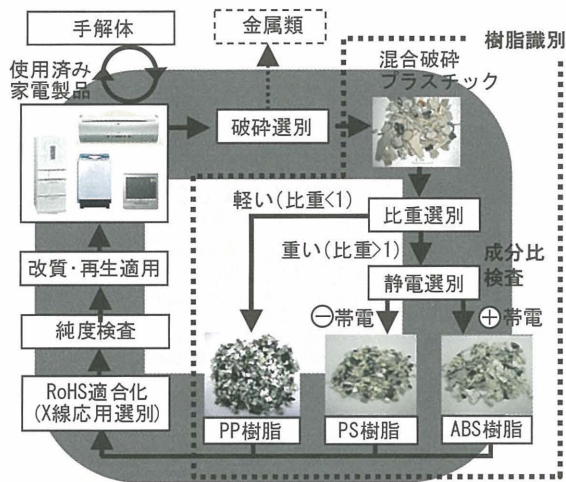 手解体
金属類
樹脂識別
使用済み
家電製品
混合破砕
プラスチック
破砕選別
軽い(比重<1)
比重選別
重い(比重>1)
成分比
検査
静電選別
改質・再生適用
⊖帯電
⊕帯電
純度検査
RoHS適合化
(X線応用選別)
PP樹脂
PS樹脂
ABS樹脂